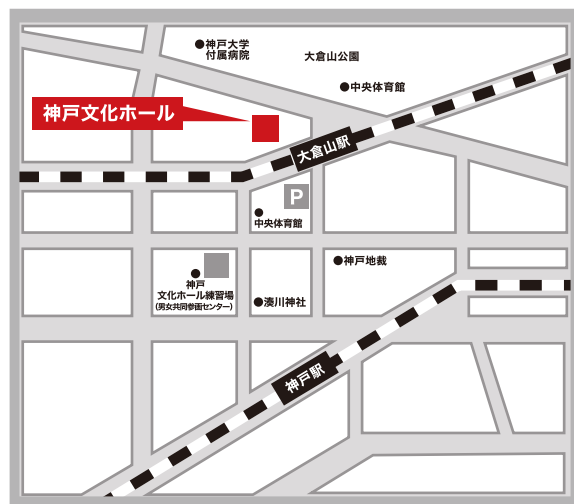 神戸大学
付属病院
大倉山公園
中央体育館
神戸文化ホール
大倉山駅
P
中央体育館
神戸地裁
神戸
文化ホール練習場
(男女共同参画センター)
湊川神社
神戸駅